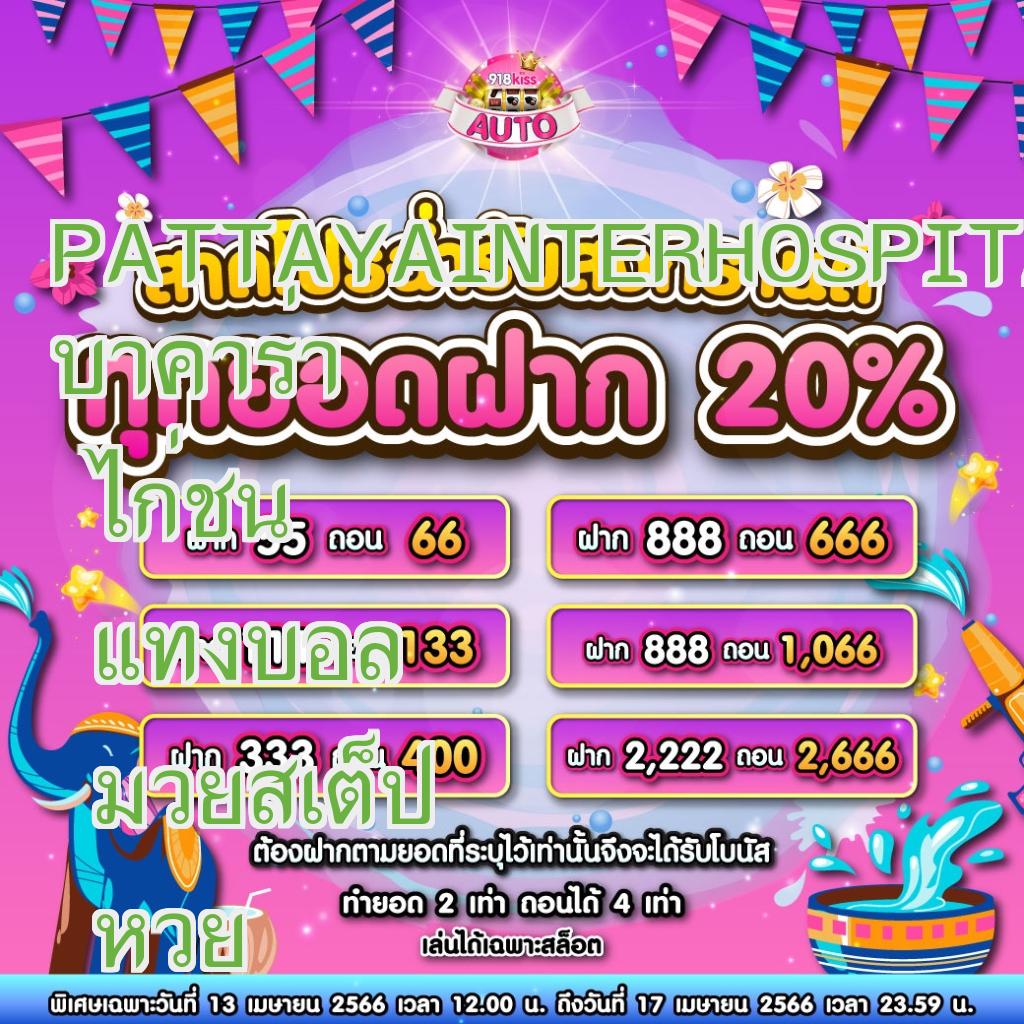 918kiss
AUTO
PATTAYAINTERHOSPIT
บาคารา
ทุกยอดฝาก 20%
ไก่ชน
ถอน 66
ฝาก 888 ถอน 666
แทงบอล
133
ฝาก 888 ถอน 1,066
ฝาก 333 ถอน 400
ฝาก 2,222 ถอน 2,666
มวยสเต็ป
ต้องฝากตามยอดที่ระบุไว้เท่านั้นจึงจะได้รับโบนัส
ทำยอด 2 เท่า ถอนได้ 4 เท่า
หวย
เล่นได้เฉพาะสล็อต
พิเศษเฉพาะวันที่ 13 เมษายน 2566 เวลา 12.00 น. ถึงวันที่ 17 เมษายน 2566 เวลา 23.59 น.